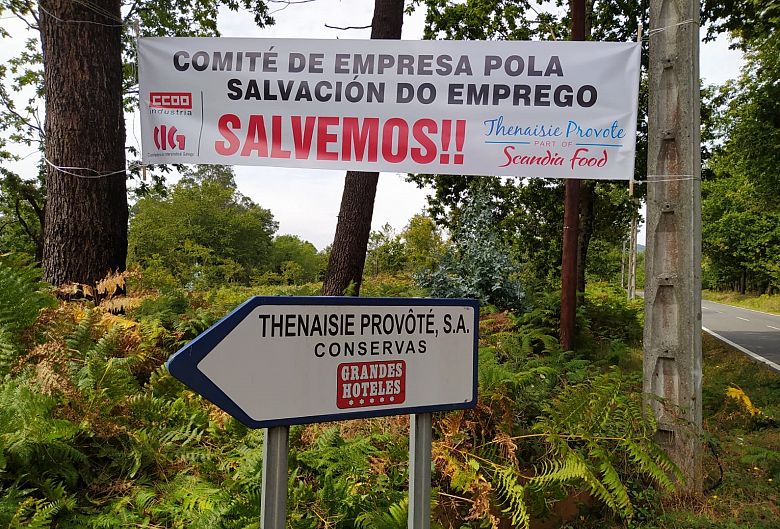 COMITÉ DE EMPRESA POLA
SALVACIÓN DO EMPREGO
SALVEMOS!!
CCOO
industria
CIG
Thenaisie Provote
PART OF
Scandia Food
THENAISIE PROVÔTÉ, S.A.
CONSERVAS
GRANDES
HOTELES